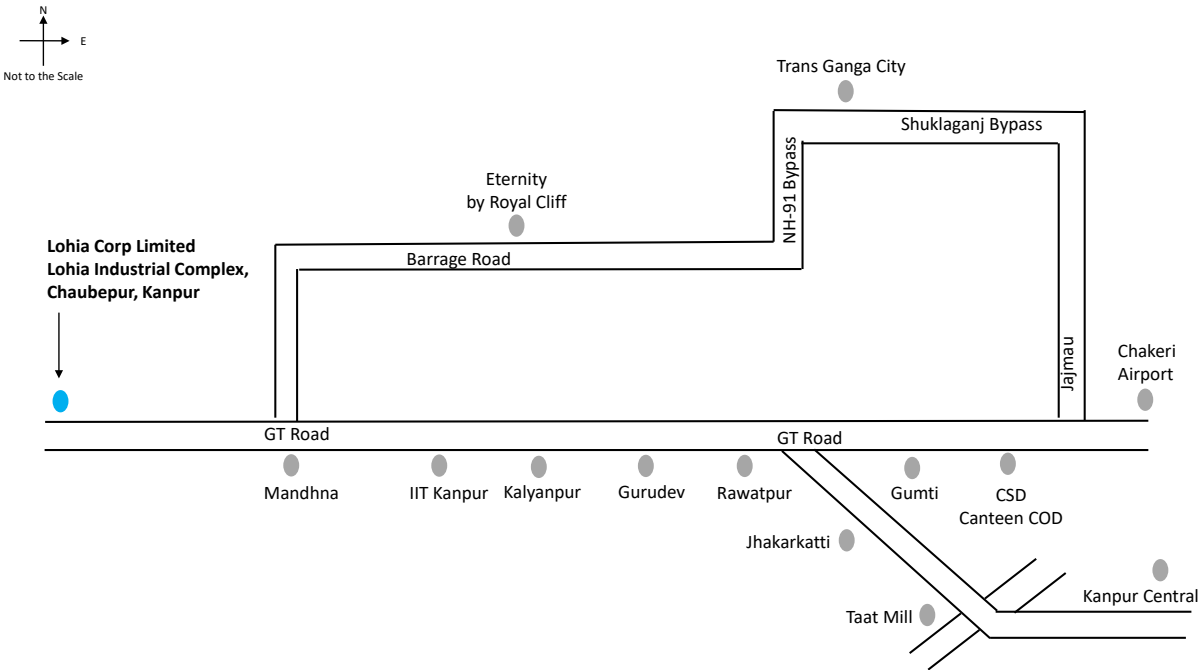 N
E
Not to the Scale
Trans Ganga City
Shuklaganj Bypass
NH-91 Bypass
Eternity
by Royal Cliff
Barrage Road
Lohia Corp Limited
Lohia Industrial Complex,
Chaubepur, Kanpur
Jajmau
Chakeri
Airport
GT Road
GT Road
Mandhna
IIT Kanpur
Kalyanpur
Gurudev
Rawatpur
Gumti
CSD
Canteen COD
Jhakarkatti
Taat Mill
Kanpur Central